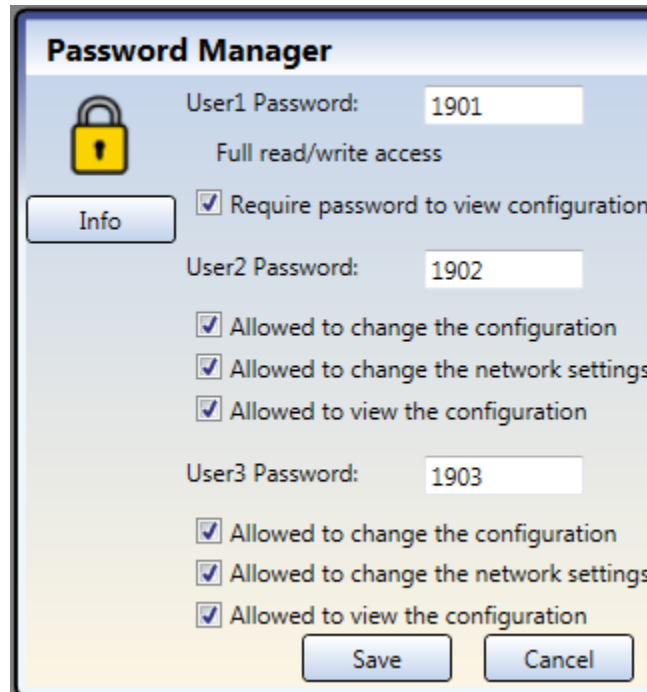 Password Manager
User1 Password: 1901
Full read/write access
Info
Require password to view configuration
User2 Password: 1902
Allowed to change the configuration
Allowed to change the network settings
Allowed to view the configuration
User3 Password: 1903
Allowed to change the configuration
Allowed to change the network settings
Allowed to view the configuration
Save Cancel